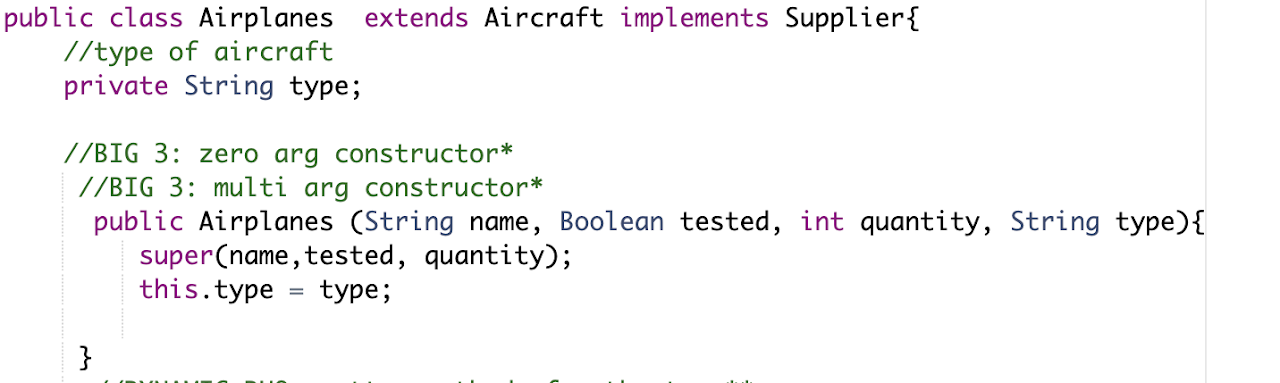 public class Airplanes  extends Aircraft implements Supplier{
    //type of aircraft
    private String type;
    //BIG 3: zero arg constructor*
     //BIG 3: multi arg constructor*
      public Airplanes (String name, Boolean tested, int quantity, String type){
         super(name,tested, quantity);
         this.type = type;
     }